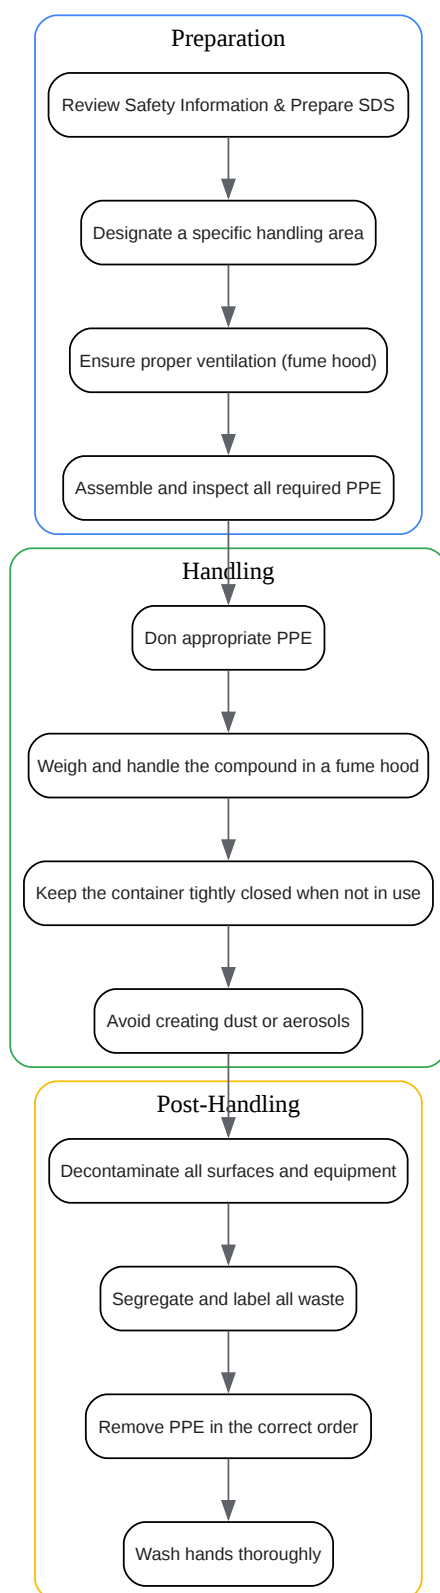 Preparation
Review Safety Information & Prepare SDS
Designate a specific handling area
Ensure proper ventilation (fume hood)
Assemble and inspect all required PPE
Handling
Don appropriate PPE
Weigh and handle the compound in a fume hood
Keep the container tightly closed when not in use
Avoid creating dust or aerosols
Post-Handling
Decontaminate all surfaces and equipment
Segregate and label all waste
Remove PPE in the correct order
Wash hands thoroughly